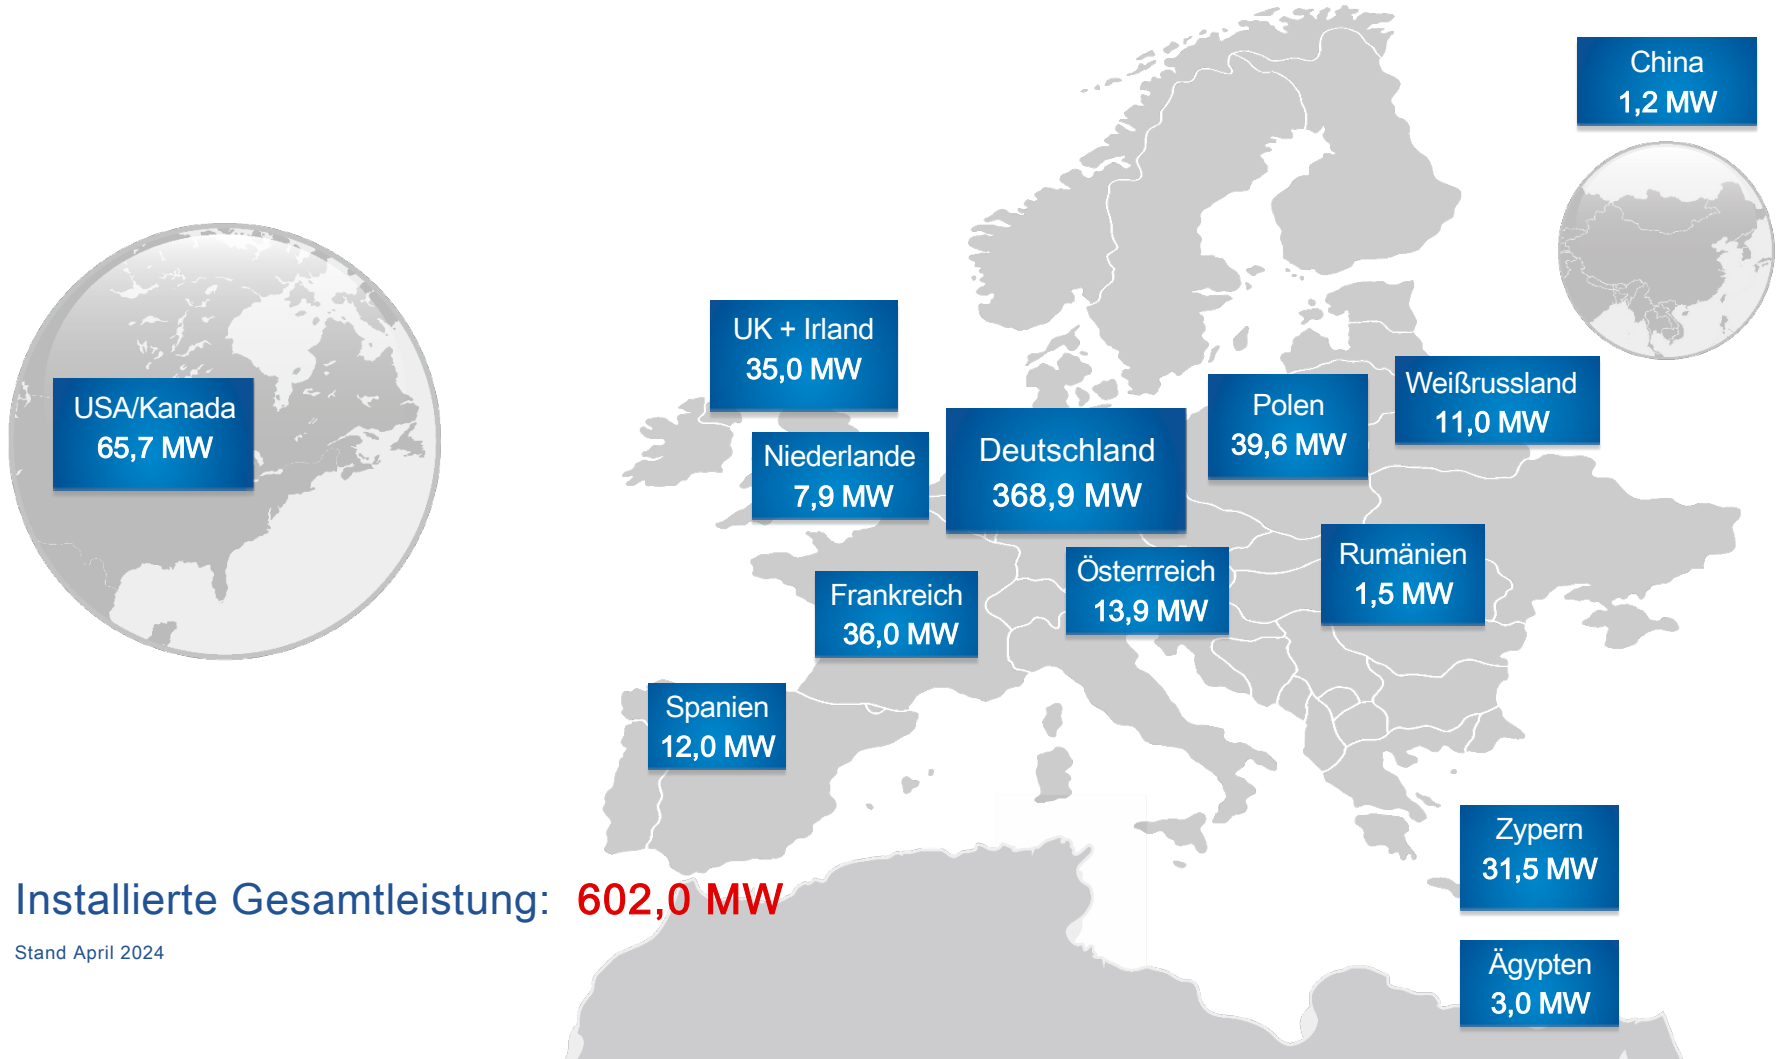 China
1,2 MW
UK + Irland
35,0 MW
USA/Kanada
65,7 MW
Niederlande
7,9 MW
Deutschland
368,9 MW
Polen
39,6 MW
Weißrussland
11,0 MW
Frankreich
36,0 MW
Österrreich
13,9 MW
Rumänien
1,5 MW
Spanien
12,0 MW
Zypern
31,5 MW
Ägypten
3,0 MW
Installierte Gesamtleistung: 602,0 MW
Stand April 2024